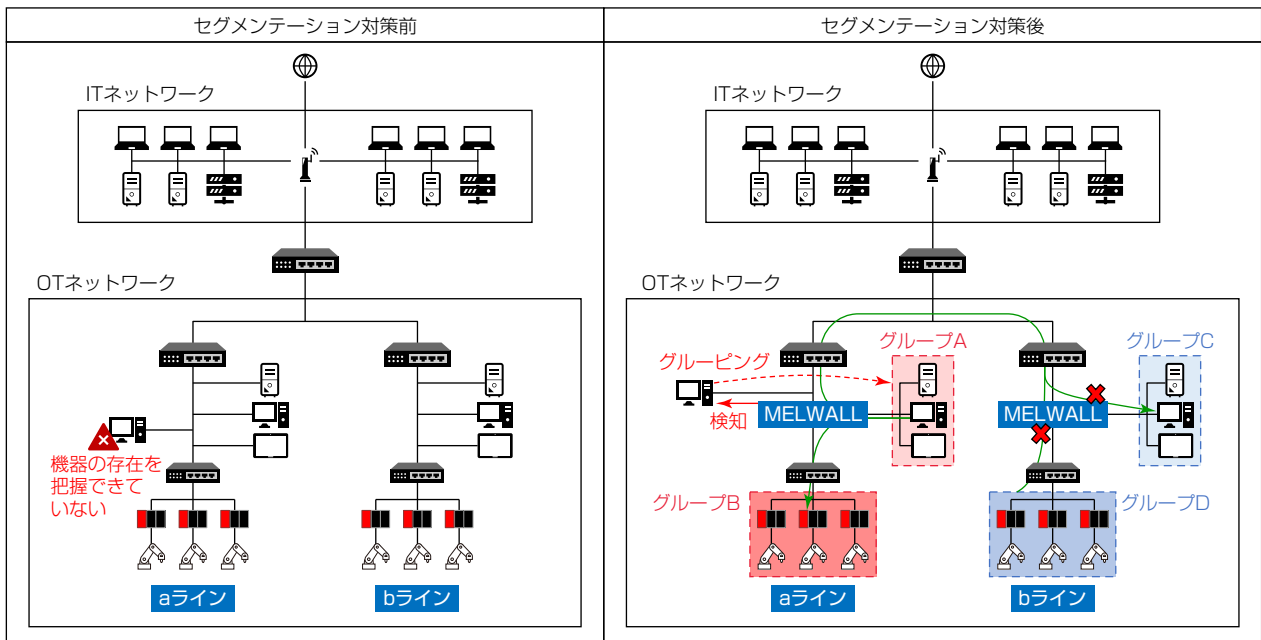 セグメンテーション対策前
ITネットワーク
OTネットワーク
機器の存在を
把握できて
いない
aライン
bライン
セグメンテーション対策後
ITネットワーク
OTネットワーク
グルーピング
グループA
グループC
検知
MELWALL
MELWALL
グループB
グループD
aライン
bライン